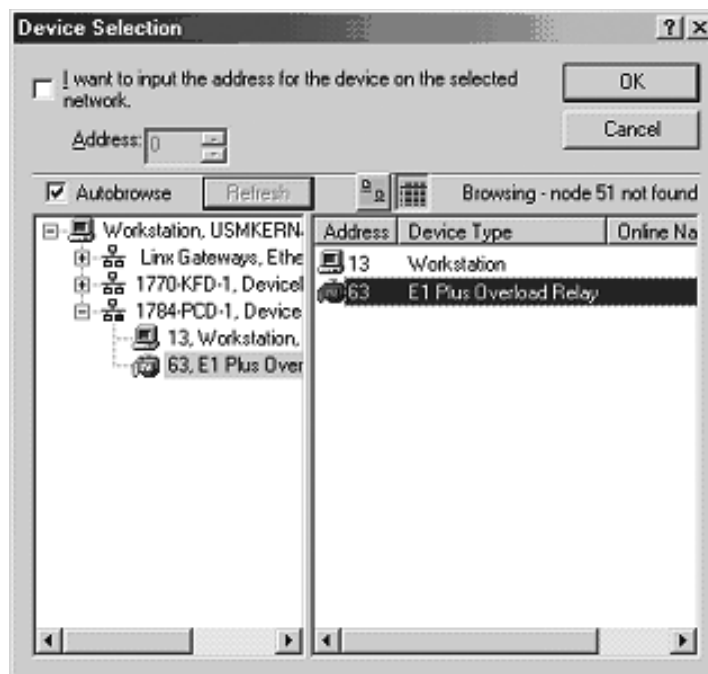 Device Selection
I want to input the address for the device on the selected
network.
OK
Cancel
Address: 0
Autobrowse
Refresh
Browsing - node 51 not found
Workstation, USMKERN-
Linx Gateways, Ethe
1770-KFD-1, Devicel
1784-PCD-1, Device
13, Workstation,
63, E1 Plus Over
Address Device Type Online Na
13 Workstation
63 E1 Plus Overload Relay